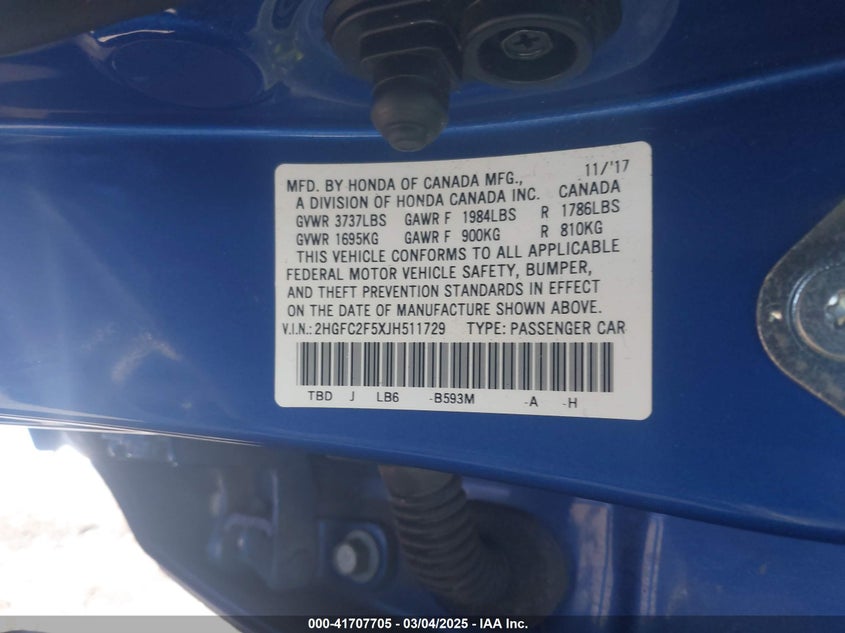 11/'17
MFD. BY HONDA OF CANADA MFG.,
A DIVISION OF HONDA CANADA INC. CANADA
GVWR 3737LBS GAWR F 1984LBS R 1786LBS
GVWR 1695KG GAWR F 900KG R 810KG
THIS VEHICLE CONFORMS TO ALL APPLICABLE
FEDERAL MOTOR VEHICLE SAFETY, BUMPER,
AND THEFT PREVENTION STANDARDS IN EFFECT
ON THE DATE OF MANUFACTURE SHOWN ABOVE.
V.I.N.:2HGFC2F5XJH511729 TYPE: PASSENGER CAR
TBD J LB6 -B593M -A -H
000-41707705 - 03/04/2025 - IAA Inc.